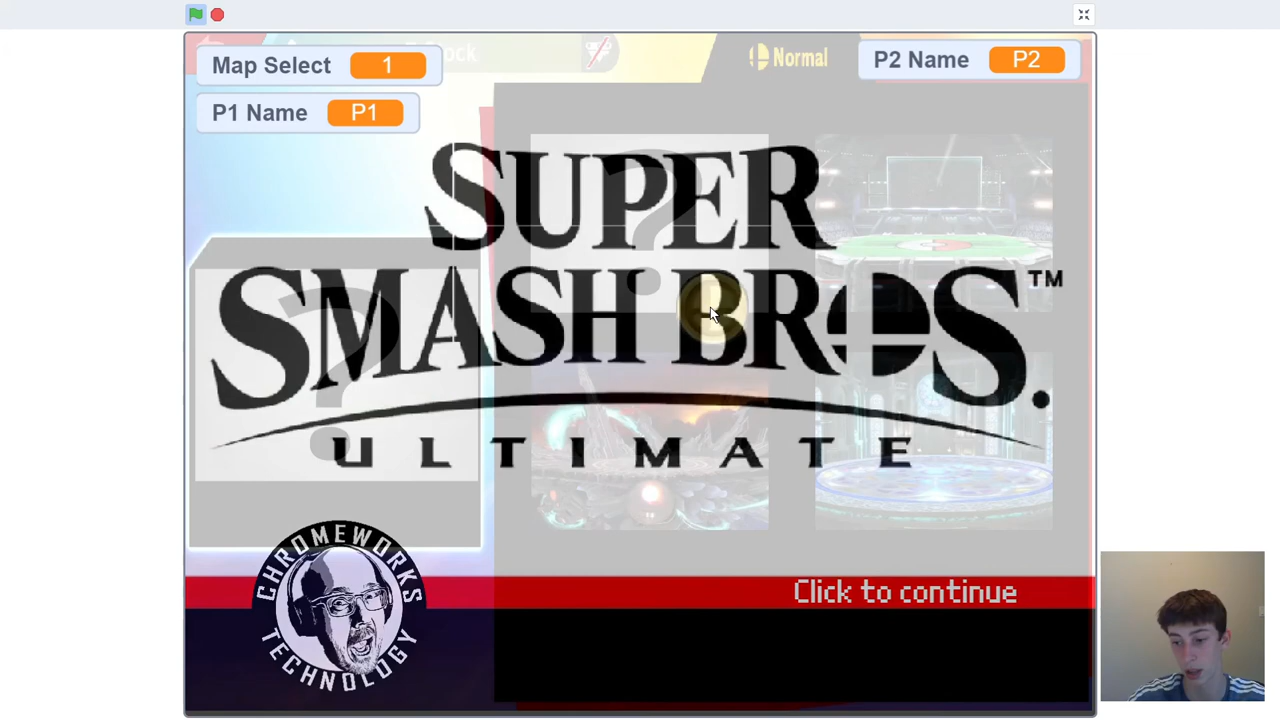 Map Select 1
ock
Normal
P2 Name P2
P1 Name P1
?
SUPER
SMASH BROS.™
?
ULTIMATE
CHROMEWORKS
TECHNOLOGY
Click to continue